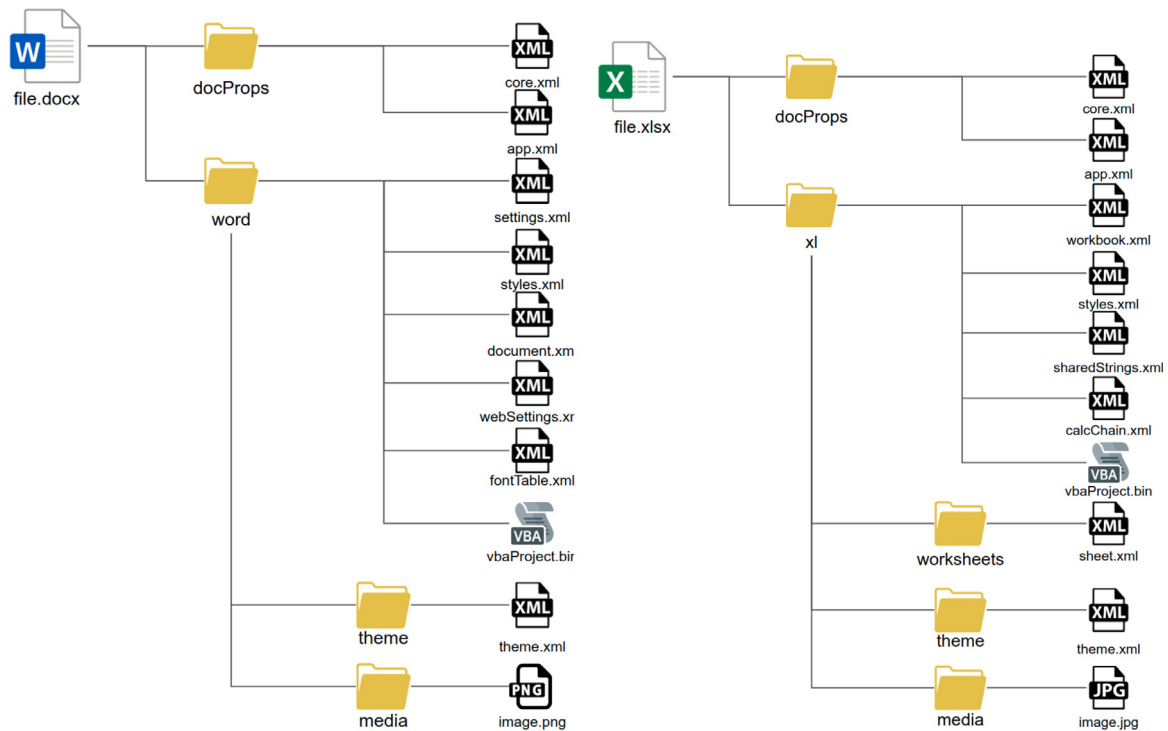 W
file.docx
docProps
XML
core.xml
XML
app.xml
word
XML
settings.xml
XML
styles.xml
XML
document.xm
XML
webSettings.xr
XML
fontTable.xml
VBA
vbaProject.bin
theme
XML
theme.xml
media
PNG
image.png
X
file.xlsx
docProps
XML
core.xml
XML
app.xml
xl
XML
workbook.xml
XML
styles.xml
XML
sharedStrings.xml
XML
calcChain.xml
VBA
vbaProject.bin
worksheets
XML
sheet.xml
theme
XML
theme.xml
media
JPG
image.jpg